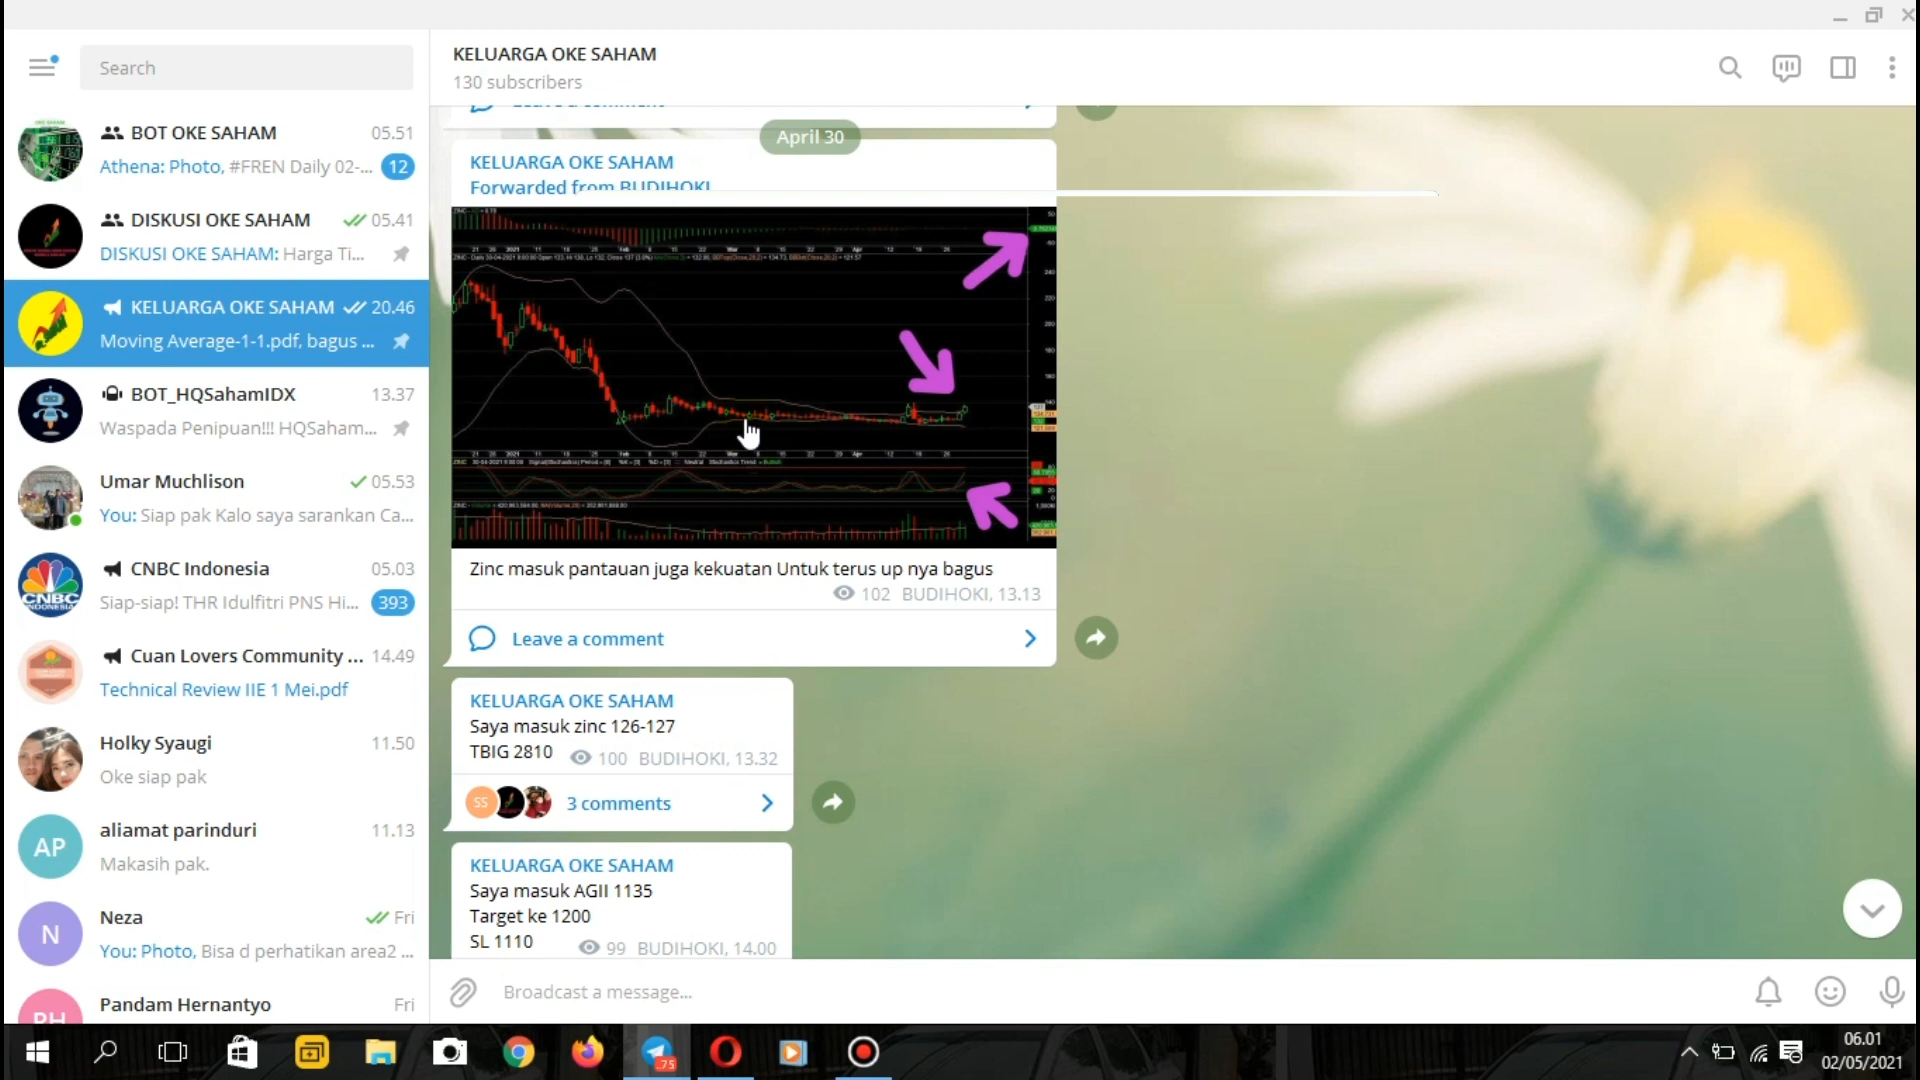 Search
BOT OKE SAHAM 05.51
Athena: Photo, #FREN Daily 02-... 12
DISKUSI OKE SAHAM 05.41
DISKUSI OKE SAHAM: Harga Ti...
KELUARGA OKE SAHAM 20.46
Moving Average-1-1.pdf, bagus ...
BOT_HQSahamIDX 13.37
Waspada Penipuan!!! HQSaham...
Umar Muchlison 05.53
You: Siap pak Kalo saya sarankan Ca...
CNBC Indonesia 05.03
Siap-siap! THR Idulfitri PNS Hi... 393
Cuan Lovers Community ... 14.49
Technical Review IIE 1 Mei.pdf
Holky Syaugi 11.50
Oke siap pak
AP
aliamat parinduri 11.13
Makasih pak.
N
Neza Fri
You: Photo, Bisa d perhatikan area2 ...
Pandam Hernantyo Fri
KELUARGA OKE SAHAM
130 subscribers
April 30
KELUARGA OKE SAHAM
Forwarded from BUDIHOKI
Zinc masuk pantauan juga kekuatan Untuk terus up nya bagus
102 BUDIHOKI, 13.13
Leave a comment
KELUARGA OKE SAHAM
Saya masuk zinc 126-127
TBIG 2810 100 BUDIHOKI, 13.32
SS 3 comments
KELUARGA OKE SAHAM
Saya masuk AGII 1135
Target ke 1200
SL 1110 99 BUDIHOKI, 14.00
Broadcast a message...
..75
06.01
02/05/2021